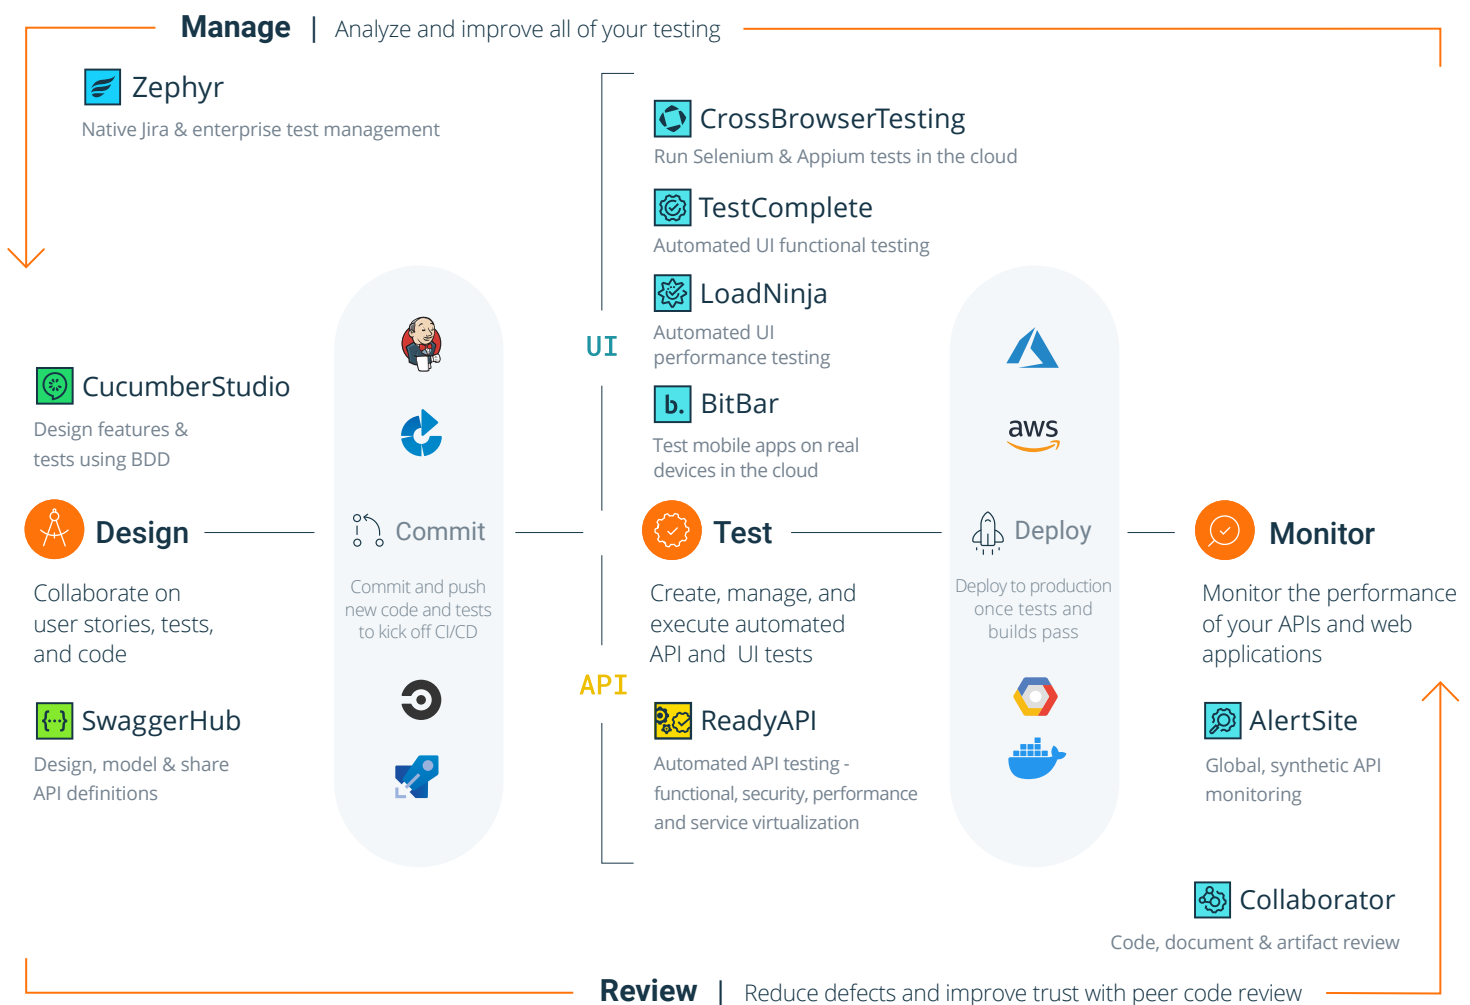 Manage | Analyze and improve all of your testing
Zephyr
Native Jira & enterprise test management
CrossBrowserTesting
Run Selenium & Appium tests in the cloud
TestComplete
Automated UI functional testing
LoadNinja
Automated UI
performance testing
UI
BitBar
Test mobile apps on real
devices in the cloud
CucumberStudio
Design features &
tests using BDD
aws
Design
Collaborate on
user stories, tests,
and code
Commit
Commit and push
new code and tests
to kick off CI/CD
Test
Create, manage, and
execute automated
API and UI tests
Deploy
Deploy to production
once tests and
builds pass
Monitor
Monitor the performance
of your APIs and web
applications
SwaggerHub
Design, model & share
API definitions
API
ReadyAPI
Automated API testing -
functional, security, performance
and service virtualization
AlertSite
Global, synthetic API
monitoring
Collaborator
Code, document & artifact review
Review | Reduce defects and improve trust with peer code review